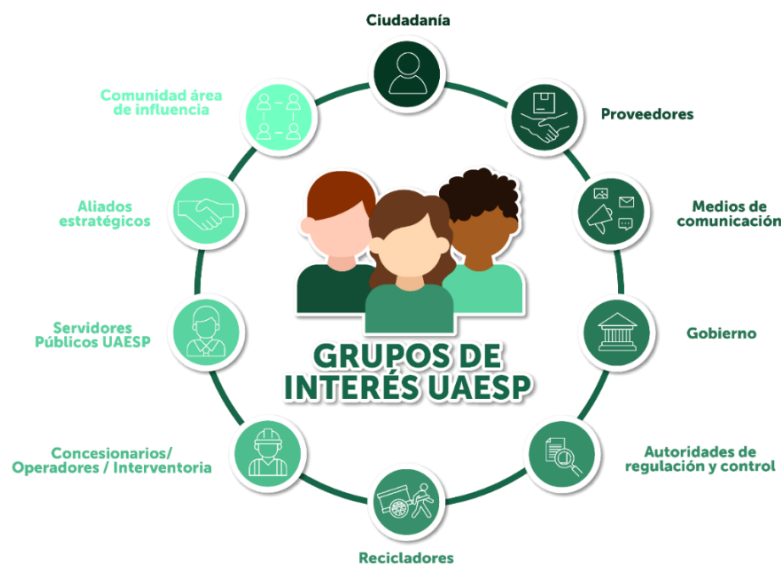 Ciudadanía
Proveedores
Medios de
comunicación
Gobierno
Autoridades de
regulación y control
Recicladores
Concesionarios/
Operadores / Interventoria
Servidores
Públicos UAESP
Aliados
estratégicos
Comunidad área
de influencia
GRUPOS DE
INTERÉS UAESP